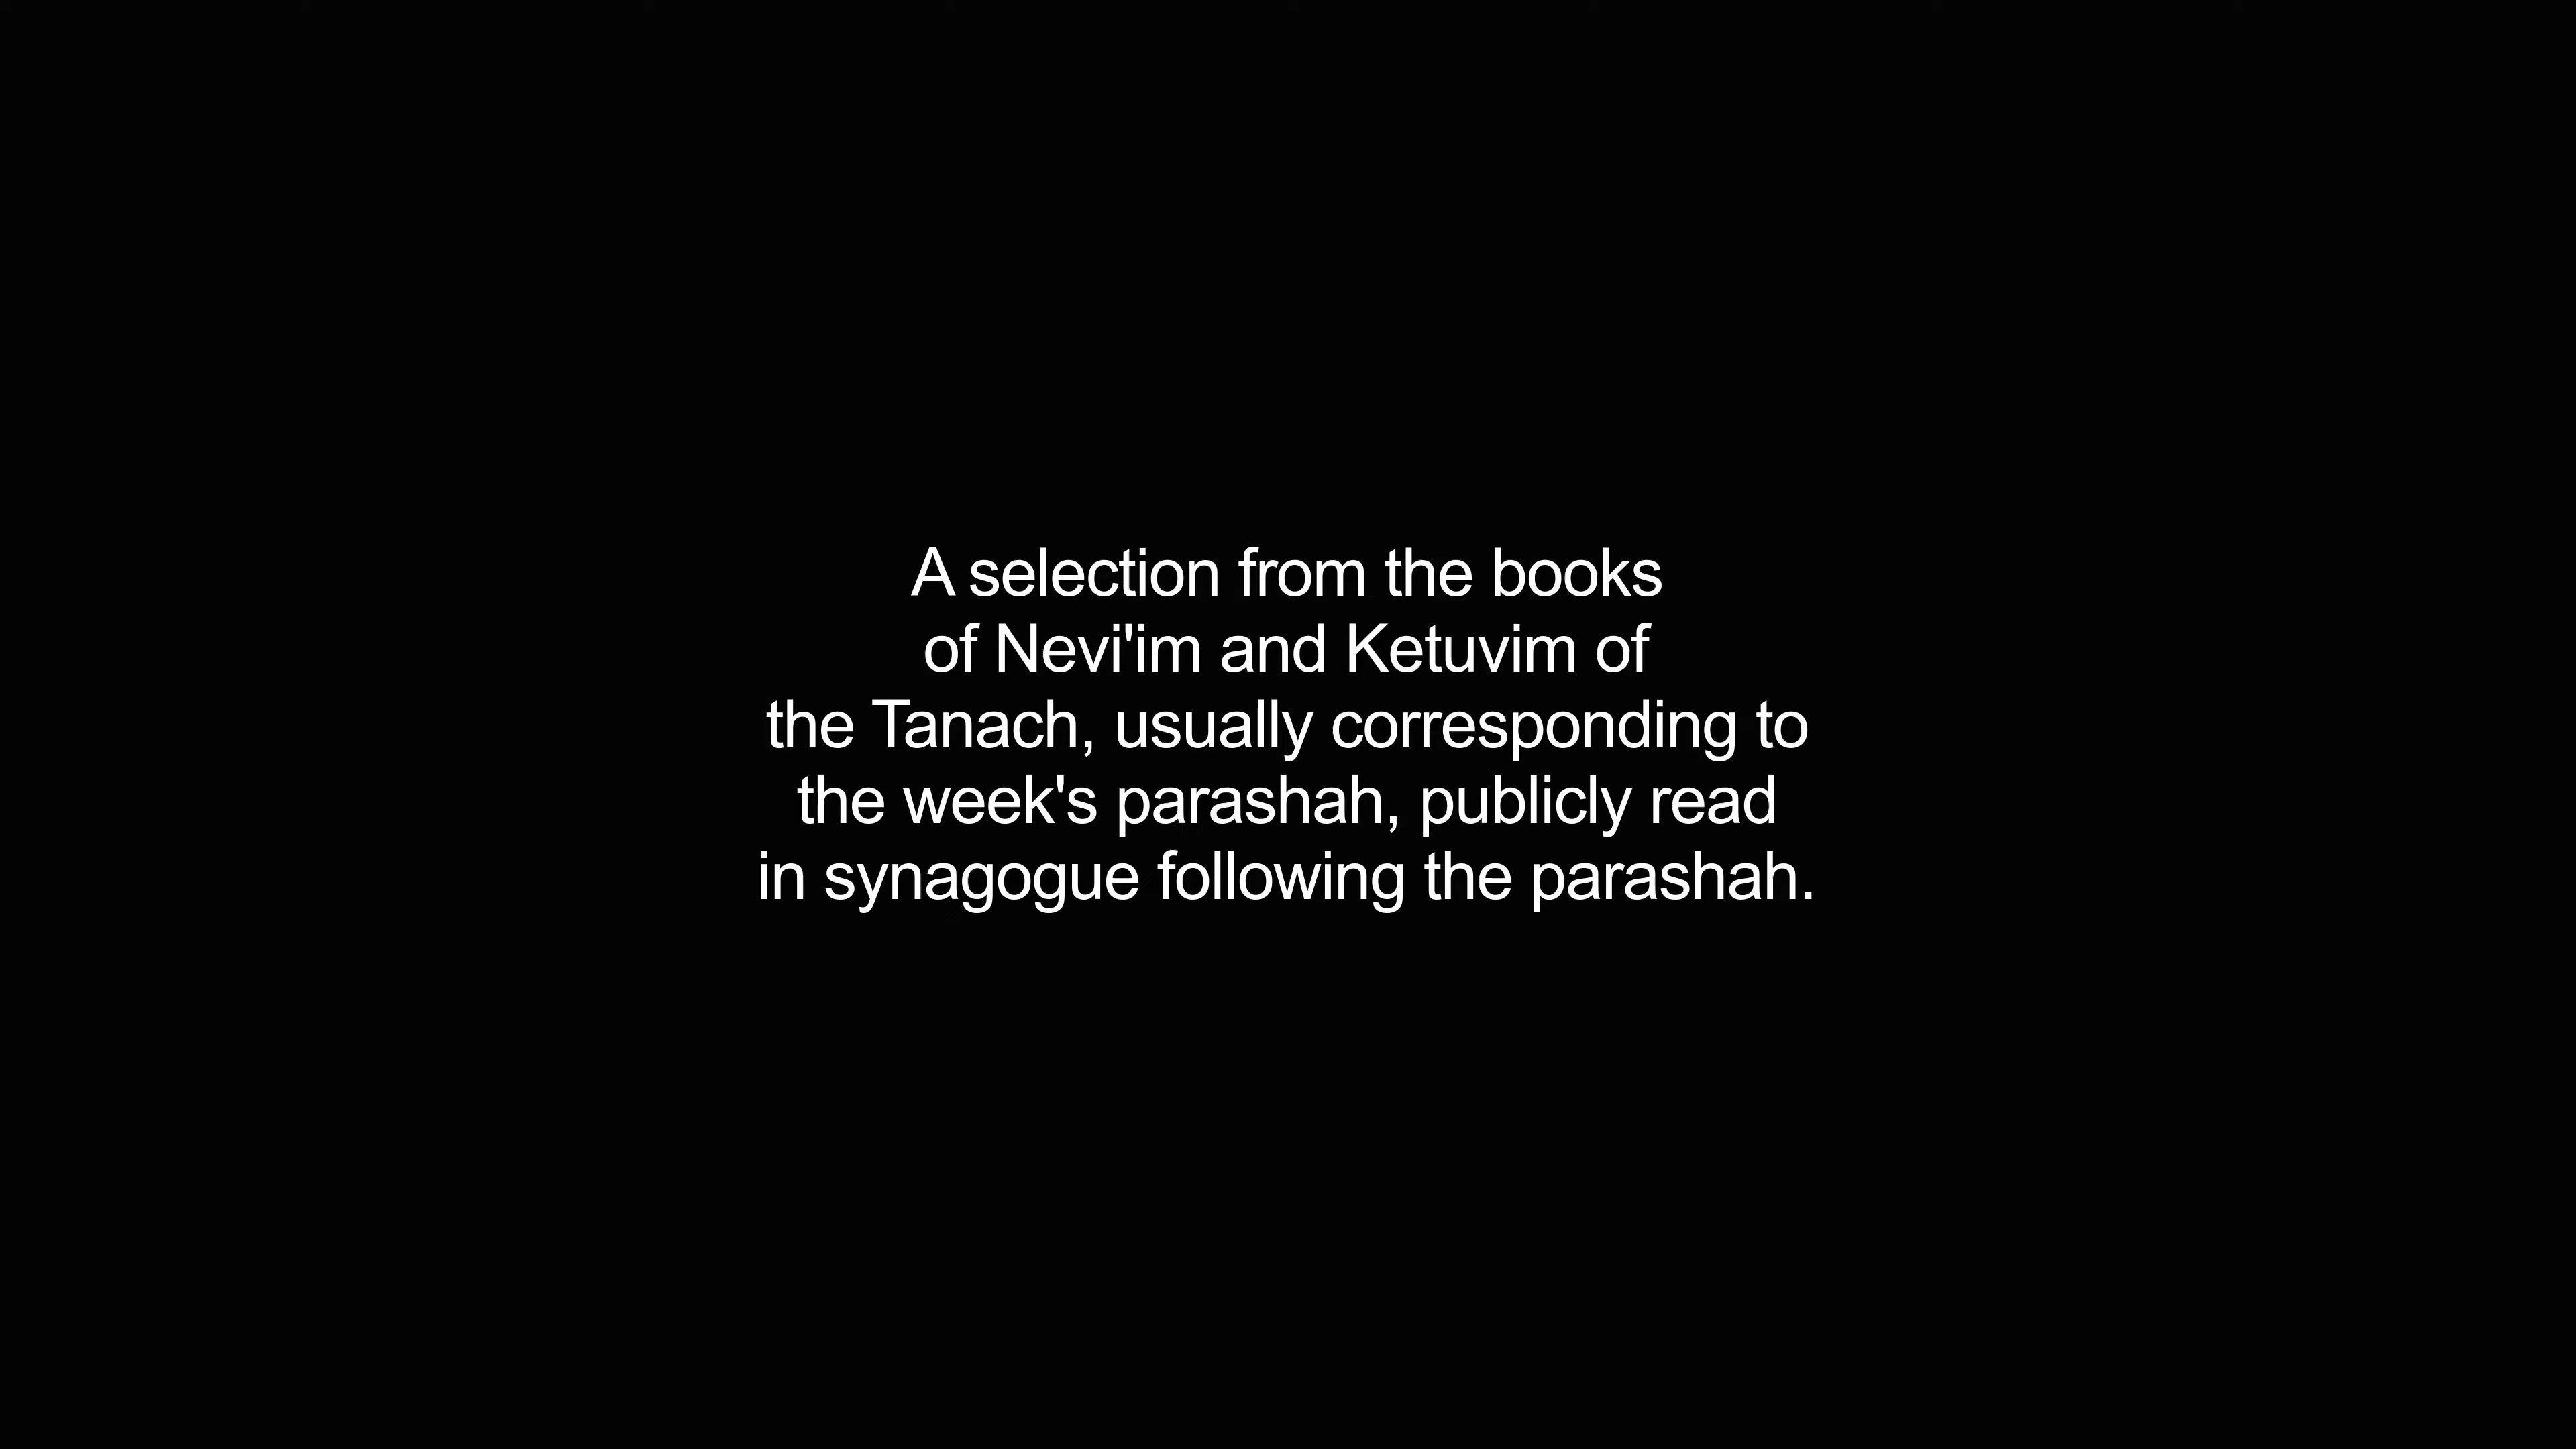 A selection from the books
of Nevi'im and Ketuvim of
the Tanach, usually corresponding to
the week's parashah, publicly read
in synagogue following the parashah.